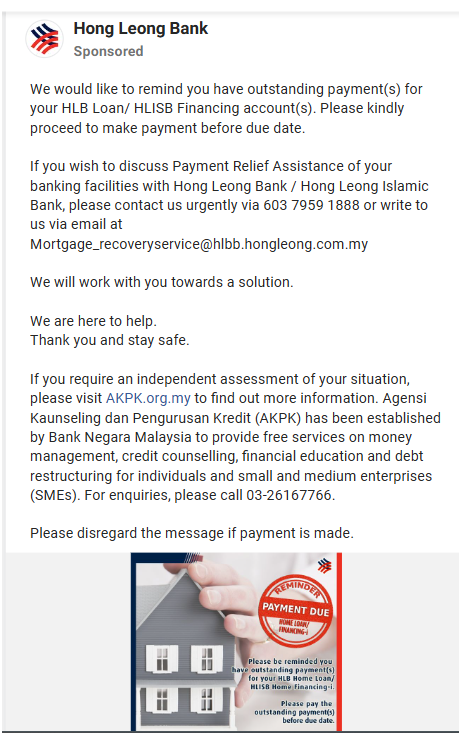 Hong Leong Bank
Sponsored
We would like to remind you have outstanding payment(s) for
your HLB Loan/ HLISB Financing account(s). Please kindly
proceed to make payment before due date.
If you wish to discuss Payment Relief Assistance of your
banking facilities with Hong Leong Bank / Hong Leong Islamic
Bank, please contact us urgently via 603 7959 1888 or write to
us via email at
Mortgage_recoveryservice@hlbb.hongleong.com.my
We will work with you towards a solution.
We are here to help.
Thank you and stay safe.
If you require an independent assessment of your situation,
please visit AKPK.org.my to find out more information. Agensi
Kaunseling dan Pengurusan Kredit (AKPK) has been established
by Bank Negara Malaysia to provide free services on money
management, credit counselling, financial education and debt
restructuring for individuals and small and medium enterprises
(SMEs). For enquiries, please call 03-26167766.
Please disregard the message if payment is made.
REMINDER
PAYMENT DUE
HOME LOAN/
FINANCING-i
Please be reminded you
have outstanding payment(s)
for your HLB Home Loan/
HLISB Home Financing-i.
Please pay the
outstanding payment(s)
before due date.